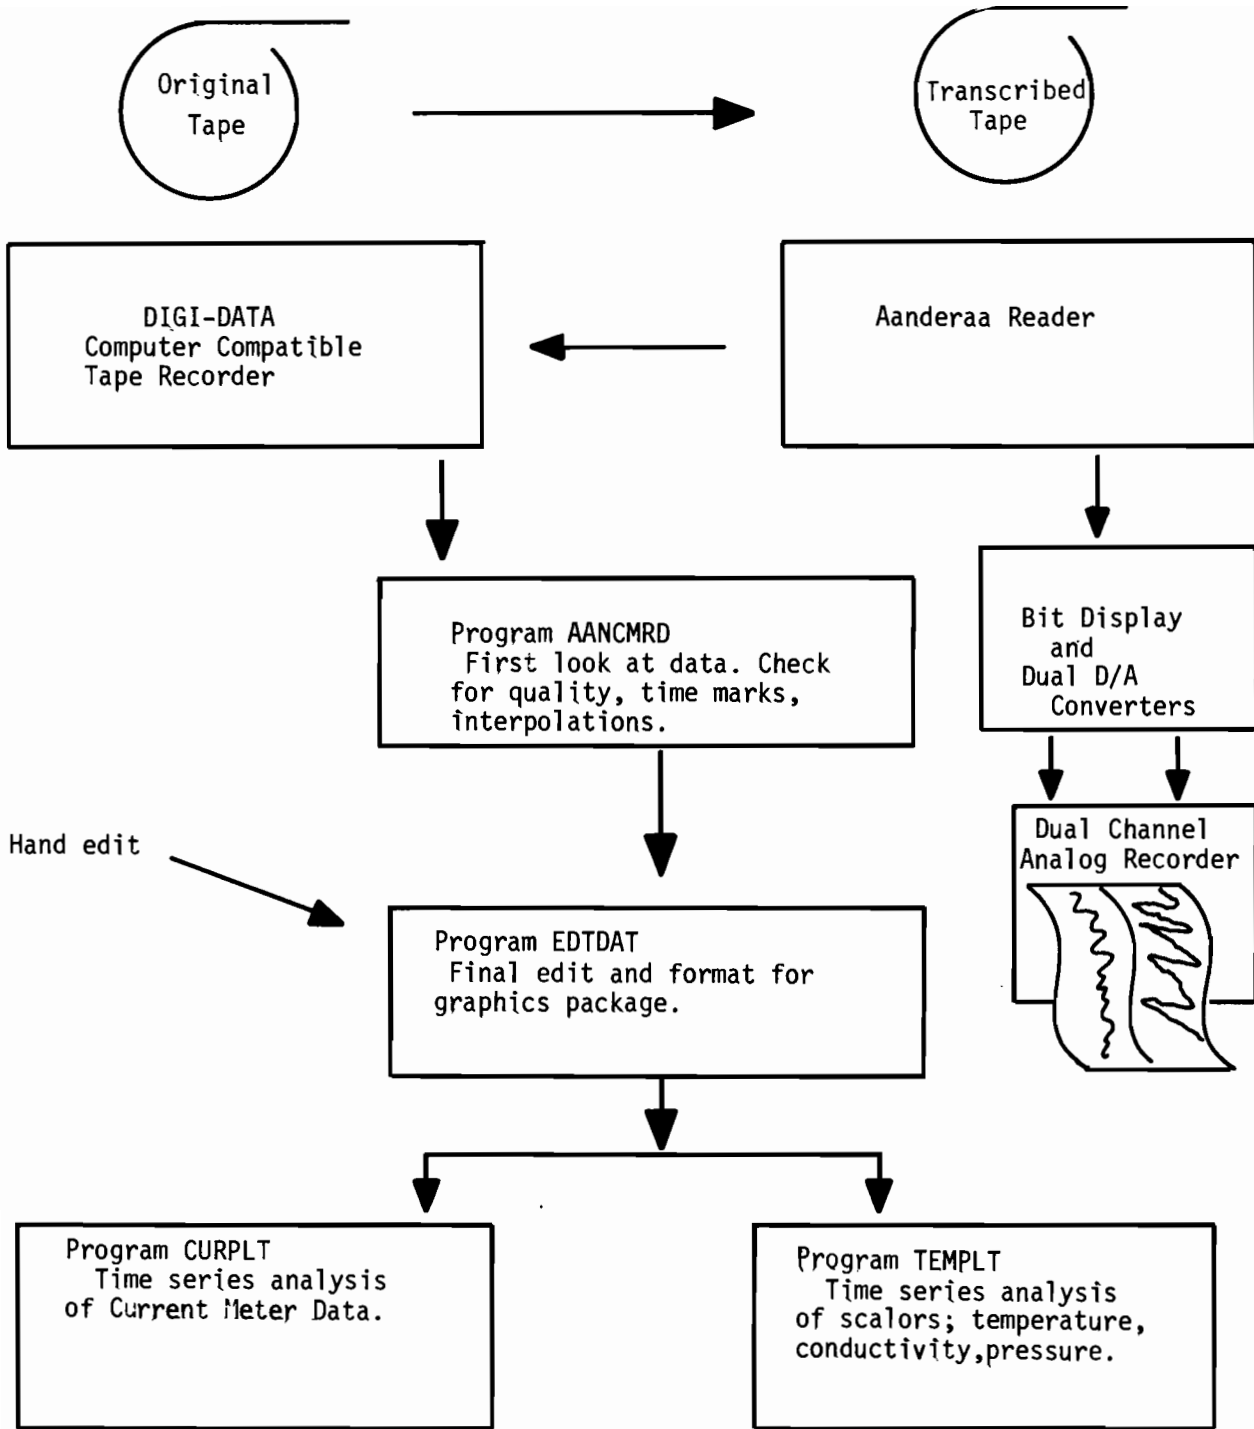 Original
Tape
Transcribed
Tape
DIGI-DATA
Computer Compatible
Tape Recorder
Aanderaa Reader
Program AANCMRD
First look at data. Check
for quality, time marks,
interpolations.
Bit Display
and
Dual D/A
Converters
Hand edit
Dual Channel
Analog Recorder
Program EDTDAT
Final edit and format for
graphics package.
Program CURPLT
Time series analysis
of Current Meter Data.
Program TEMPLT
Time series analysis
of scalors; temperature,
conductivity,pressure.